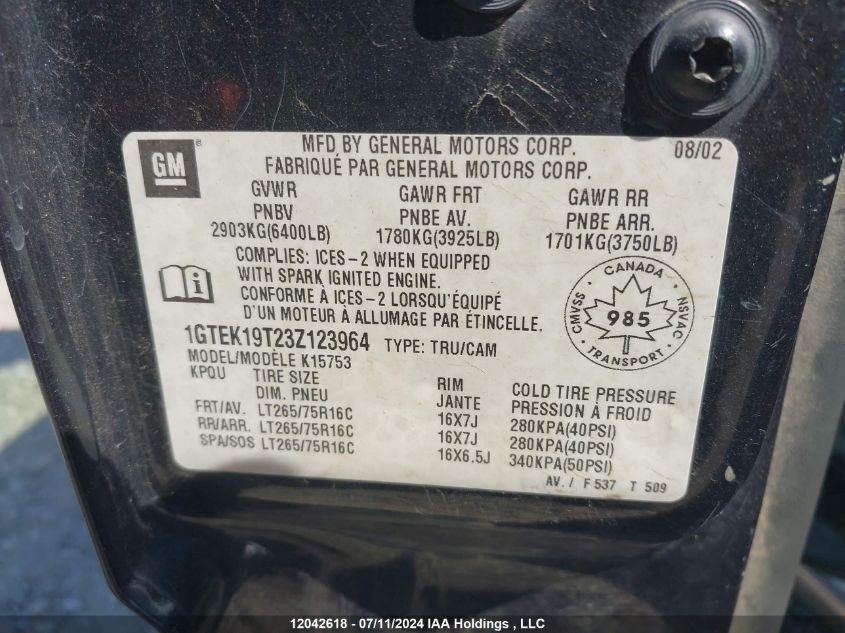 GM
MFD BY GENERAL MOTORS CORP. 08/02
FABRIQUÉ PAR GENERAL MOTORS CORP.
GVWR GAWR FRT GAWR RR
PNBV PNBE AV. PNBE ARR.
2903KG(6400LB) 1780KG(3925LB) 1701KG(3750LB)
COMPLIES: ICES-2 WHEN EQUIPPED
WITH SPARK IGNITED ENGINE.
CONFORME À ICES-2 LORSQU'ÉQUIPÉ
D'UN MOTEUR À ALLUMAGE PAR ÉTINCELLE.
CANADA
CMVSS 985 NSVAC
TRANSPORT
1GTEK19T23Z123964 TYPE: TRU/CAM
MODEL/MODÈLE K15753
KPQU TIRE SIZE RIM COLD TIRE PRESSURE
DIM. PNEU JANTE PRESSION À FROID
FRT/AV. LT265/75R16C 16X7J 280KPA(40PSI)
RR/ARR. LT265/75R16C 16X7J 280KPA(40PSI)
SPA/SOS LT265/75R16C 16X6.5J 340KPA(50PSI)
AV. / F 537 T 509
12042618 - 07/11/2024 IAA Holdings , LLC